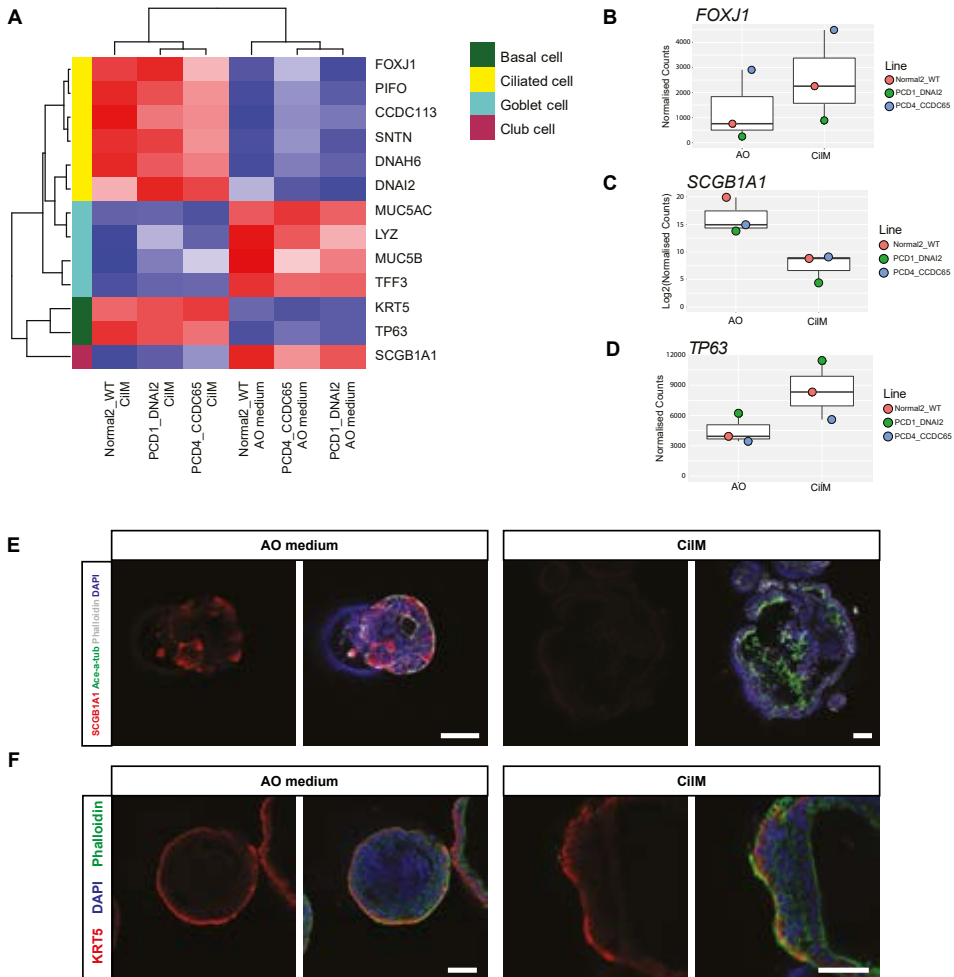 A
Basal cell
Ciliated cell
Goblet cell
Club cell
FOXJ1
PIFO
CCDC113
SNTN
DNAH6
DNAI2
MUC5AC
LYZ
MUC5B
TFF3
KRT5
TP63
SCGB1A1
Normal2_WT
CilM
PCD1_DNAI2
CilM
PCD4_CCDC65
CilM
Normal2_WT
AO medium
PCD4_CCDC65
AO medium
PCD1_DNAI2
AO medium
B
FOXJ1
Normalised Counts
4000
3000
2000
1000
0
AO
CilM
Line
Normal2_WT
PCD1_DNAI2
PCD4_CCDC65
C
SCGB1A1
Log2(Normalised Counts)
20
15
10
5
0
AO
CilM
Line
Normal2_WT
PCD1_DNAI2
PCD4_CCDC65
D
TP63
Normalised Counts
12000
9000
6000
3000
0
AO
CilM
Line
Normal2_WT
PCD1_DNAI2
PCD4_CCDC65
E
AO medium
CilM
SCGB1A1 Ace-a-tub Phalloidin DAPI
F
AO medium
CilM
KRT5 DAPI Phalloidin